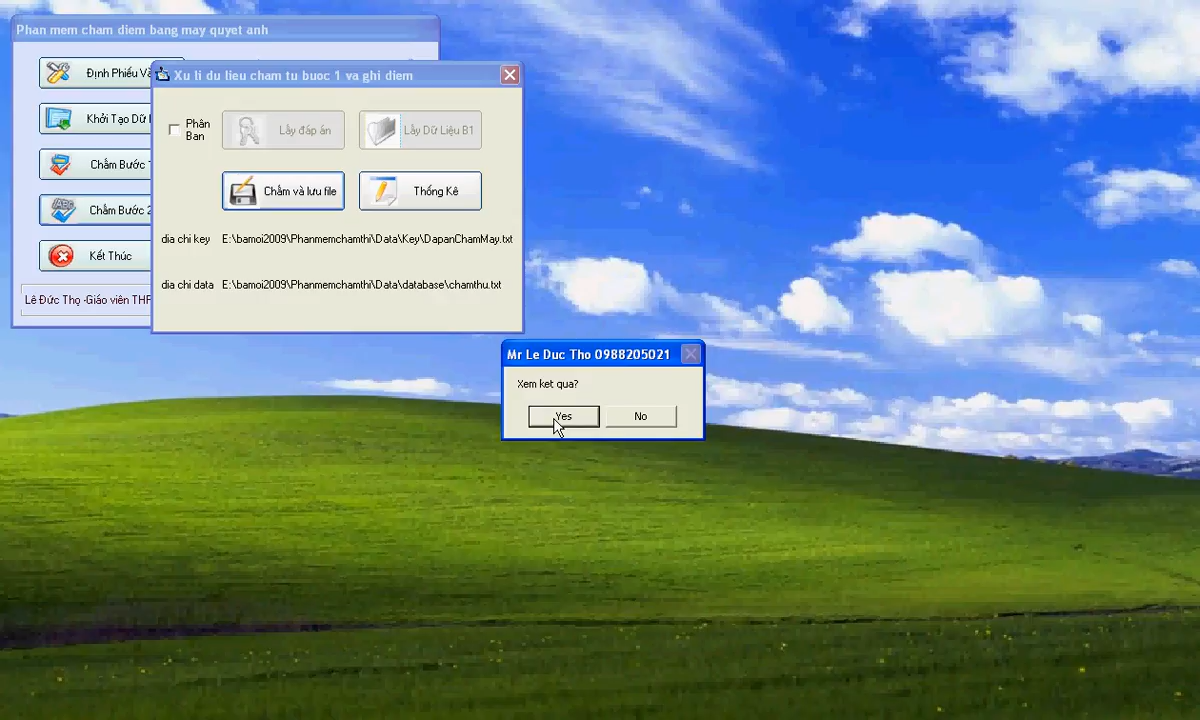 Phan mem cham diem bang may quyet anh
Định Phiếu Và
Khởi Tạo Dữ
Chấm Bước 1
Chấm Bước 2
Kết Thúc
Lê Đức Thọ -Giáo viên THP
Xu li du lieu cham tu buoc 1 va ghi diem
Phân
Ban
Lấy đáp án
Lấy Dữ Liệu B1
Chấm và lưu file
Thống Kê
dia chi key E:\bamoi2009\Phanmemchamthi\Data\Key\DapanChamMay.txt
dia chi data E:\bamoi2009\Phanmemchamthi\Data\database\chamthu.txt
Mr Le Duc Tho 0988205021
Xem ket qua?
Yes
No